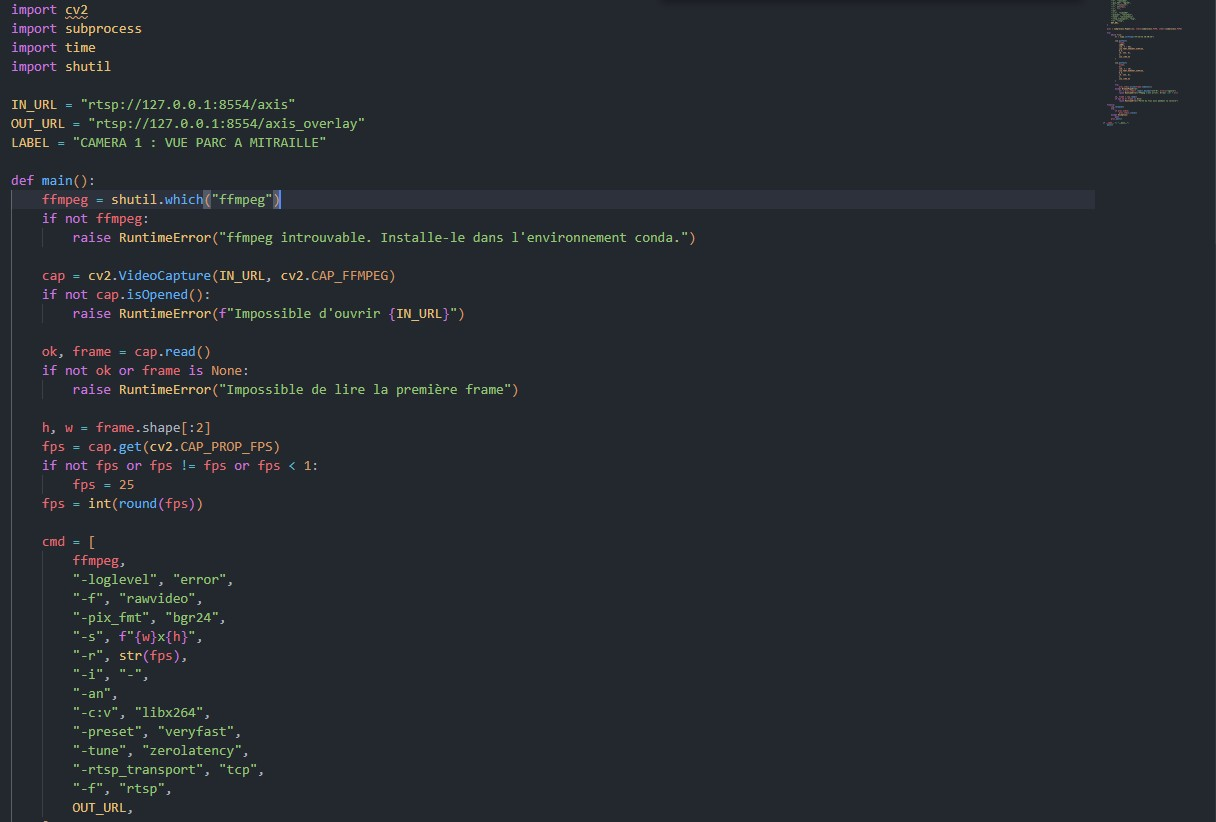 import cv2
import subprocess
import time
import shutil

IN_URL = "rtsp://127.0.0.1:8554/axis"
OUT_URL = "rtsp://127.0.0.1:8554/axis_overlay"
LABEL = "CAMERA 1 : VUE PARC A MITRAILLE"

def main():
    ffmpeg = shutil.which("ffmpeg")
    if not ffmpeg:
        raise RuntimeError("ffmpeg introuvable. Installe-le dans l'environnement conda.")

    cap = cv2.VideoCapture(IN_URL, cv2.CAP_FFMPEG)
    if not cap.isOpened():
        raise RuntimeError(f"Impossible d'ouvrir {IN_URL}")

    ok, frame = cap.read()
    if not ok or frame is None:
        raise RuntimeError("Impossible de lire la première frame")

    h, w = frame.shape[:2]
    fps = cap.get(cv2.CAP_PROP_FPS)
    if not fps or fps != fps or fps < 1:
        fps = 25
    fps = int(round(fps))

    cmd = [
        ffmpeg,
        "-loglevel", "error",
        "-f", "rawvideo",
        "-pix_fmt", "bgr24",
        "-s", f"{w}x{h}",
        "-r", str(fps),
        "-i", "-",
        "-an",
        "-c:v", "libx264",
        "-preset", "veryfast",
        "-tune", "zerolatency",
        "-rtsp_transport", "tcp",
        "-f", "rtsp",
        OUT_URL,